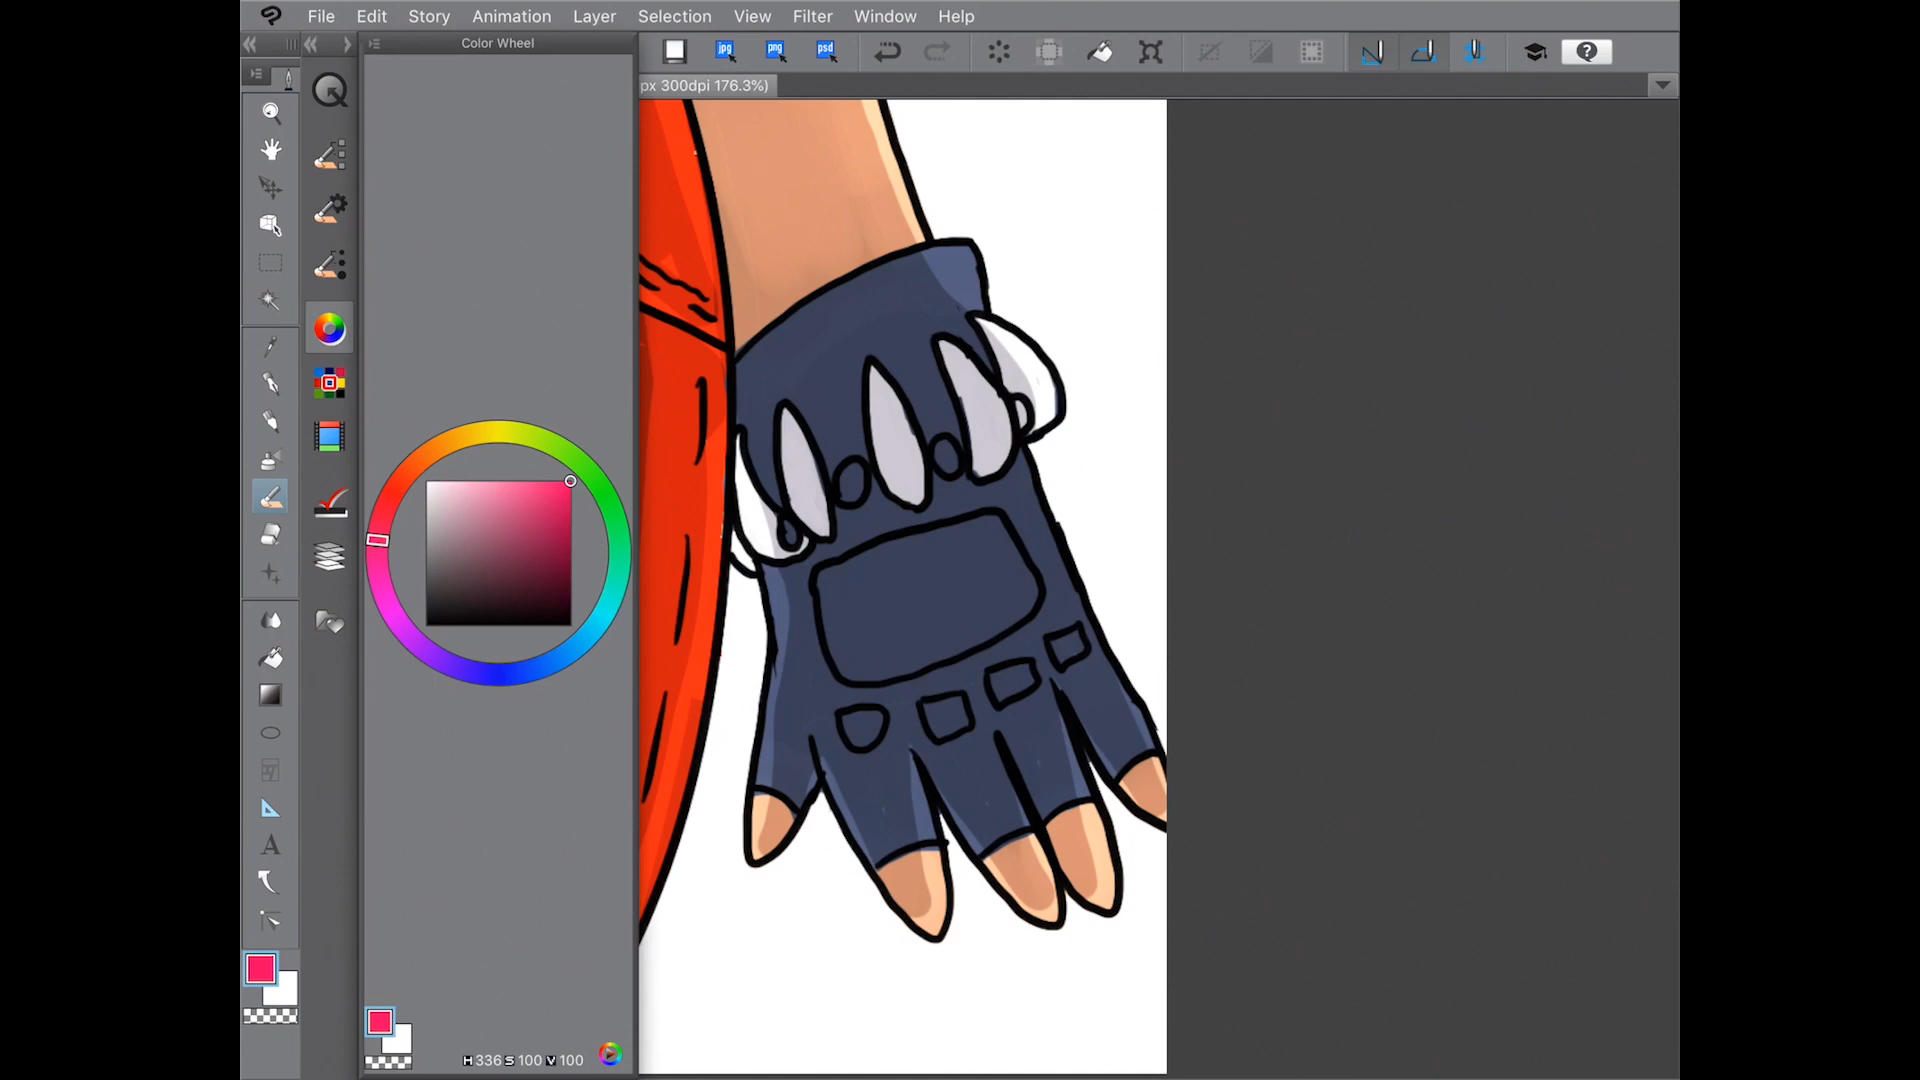 File Edit Story Animation Layer Selection View Filter Window Help
Color Wheel
jpg png psd ?
px 300dpi 176.3%)
A
H 336 S 100 V 100